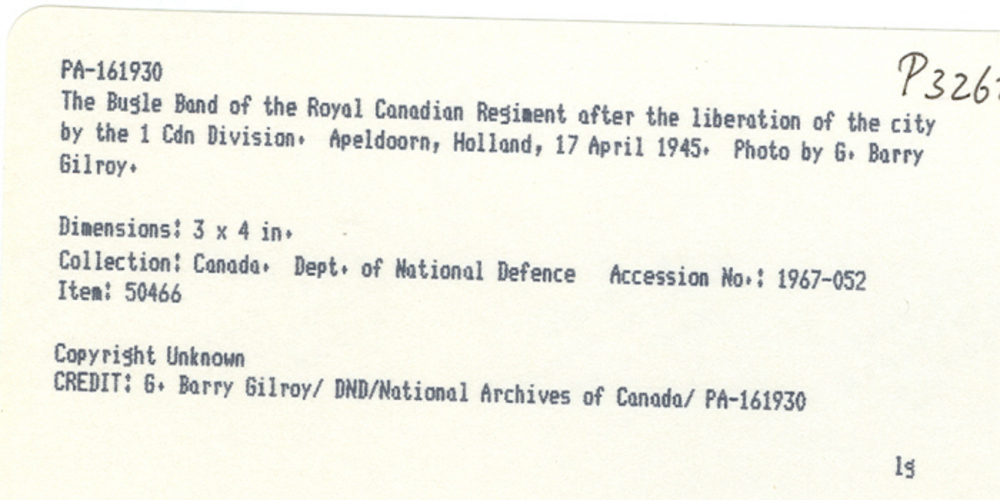 P326
PA-161930
The Bugle Band of the Royal Canadian Regiment after the liberation of the city
by the 1 Cdn Division. Apeldoorn, Holland, 17 April 1945. Photo by G. Barry
Gilroy.
Dimensions: 3 x 4 in.
Collection: Canada. Dept. of National Defence Accession No.: 1967-052
Item: 50466
Copyright Unknown
CREDIT: G. Barry Gilroy/ DND/National Archives of Canada/ PA-161930
lg